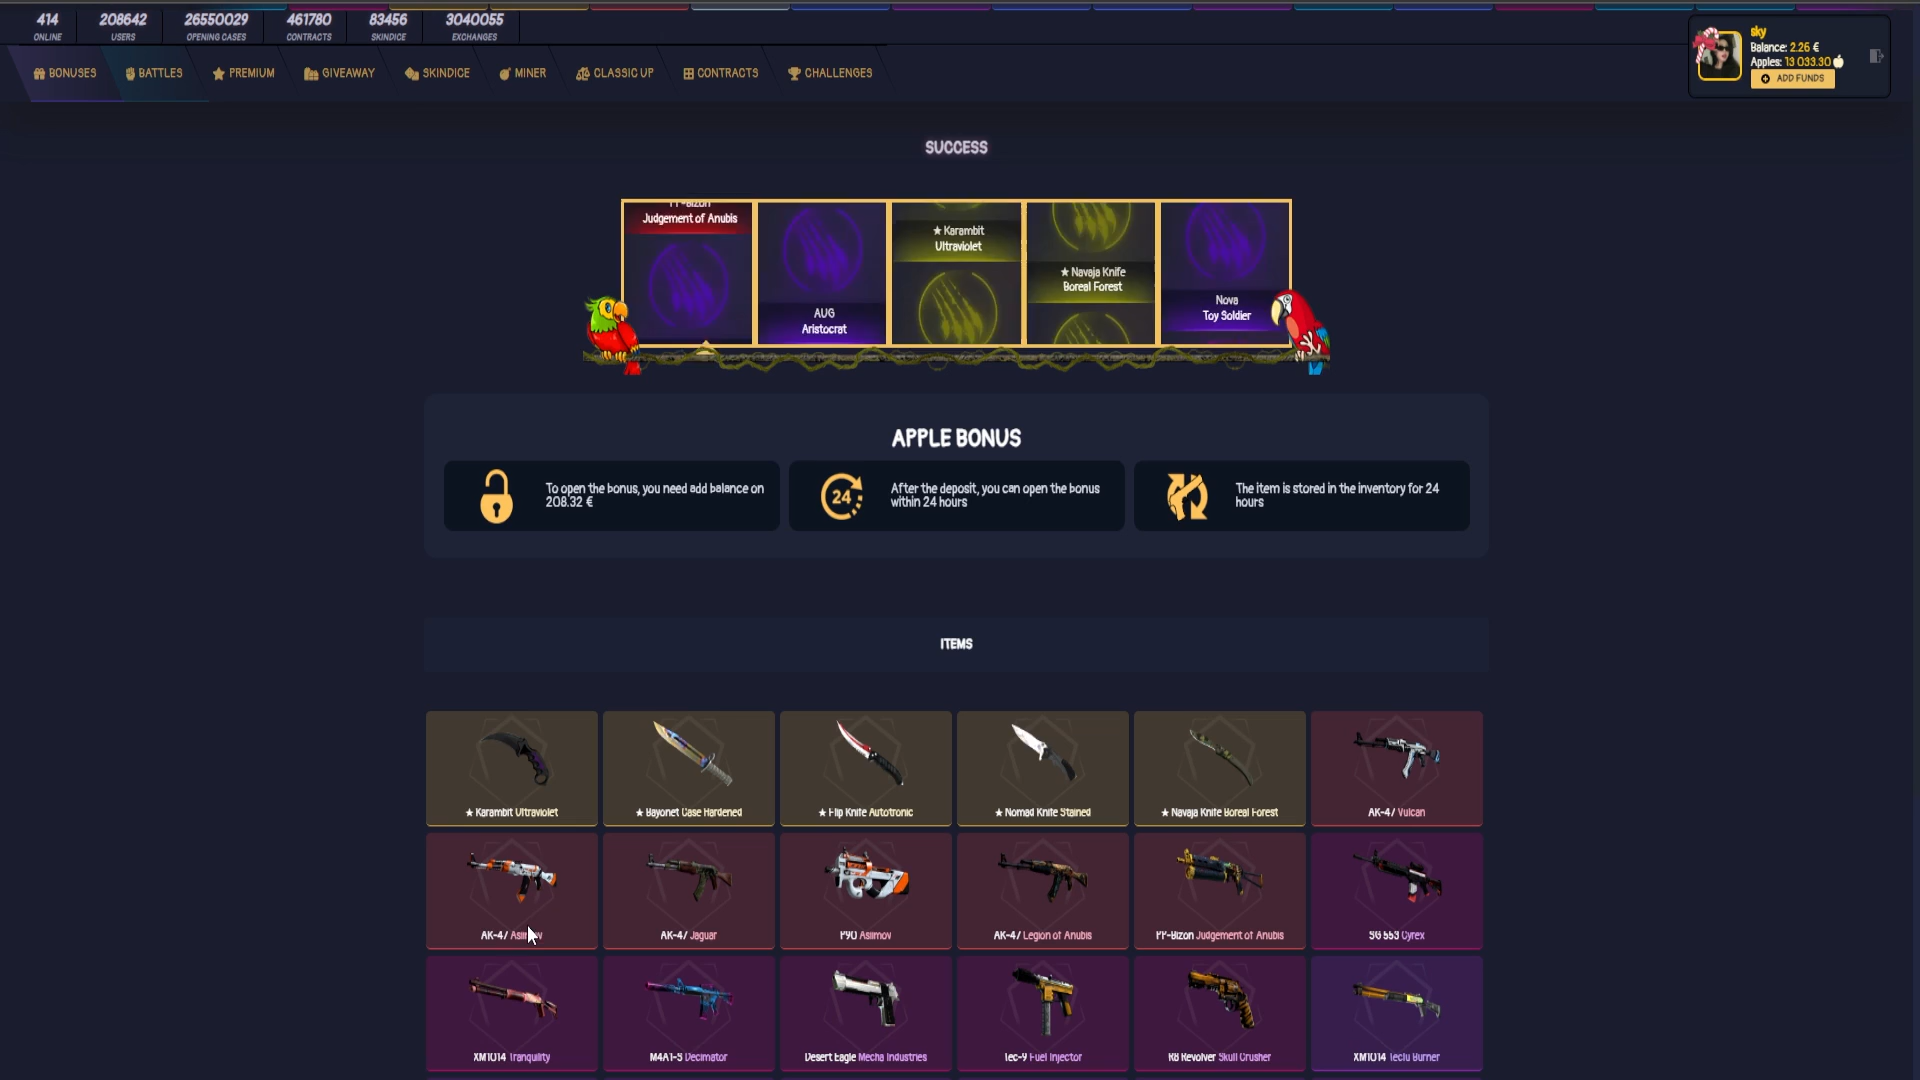 414
ONLINE
208642
USERS
26550029
OPENING CASES
461780
CONTRACTS
83456
SKINDICE
3040055
EXCHANGES
sky
Balance: 2.26 €
Apples: 13 033.30
ADD FUNDS
BONUSES
BATTLES
PREMIUM
GIVEAWAY
SKINDICE
MINER
CLASSIC UP
CONTRACTS
CHALLENGES
SUCCESS
PP-Bizon
Judgement of Anubis
AUG
Aristocrat
★ Karambit
Ultraviolet
★ Navaja Knife
Boreal Forest
Nova
Toy Soldier
APPLE BONUS
To open the bonus, you need add balance on
208.32 €
24
After the deposit, you can open the bonus
within 24 hours
The item is stored in the inventory for 24
hours
ITEMS
★ Karambit Ultraviolet
★ Bayonet Case Hardened
★ Flip Knife Autotronic
★ Nomad Knife Stained
★ Navaja Knife Boreal Forest
AK-47 Vulcan
AK-47 Asiimov
AK-47 Jaguar
P90 Asiimov
AK-47 Legion of Anubis
PP-Bizon Judgement of Anubis
SG 553 Cyrex
XM1014 Tranquility
M4A1-S Decimator
Desert Eagle Mecha Industries
Tec-9 Fuel Injector
R8 Revolver Skull Crusher
XM1014 Teclu Burner